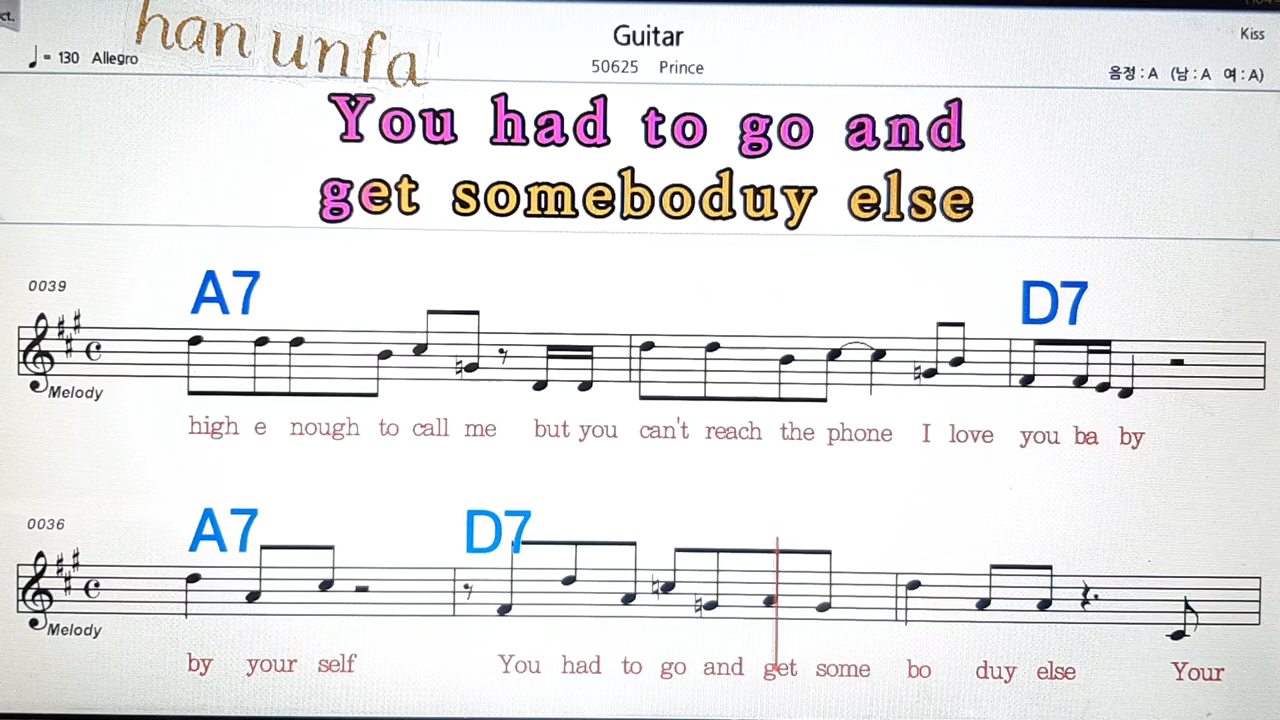 ct.
han unfa
Guitar
Kiss
♩ = 130 Allegro
50625 Prince
음정 : A (남 : A 여 : A)
You had to go and
get someboduy else
0039
A7
D7
Melody
high e nough to call me but you can't reach the phone I love you ba by
0036
A7
D7
Melody
by your self You had to go and get some bo duy else Your